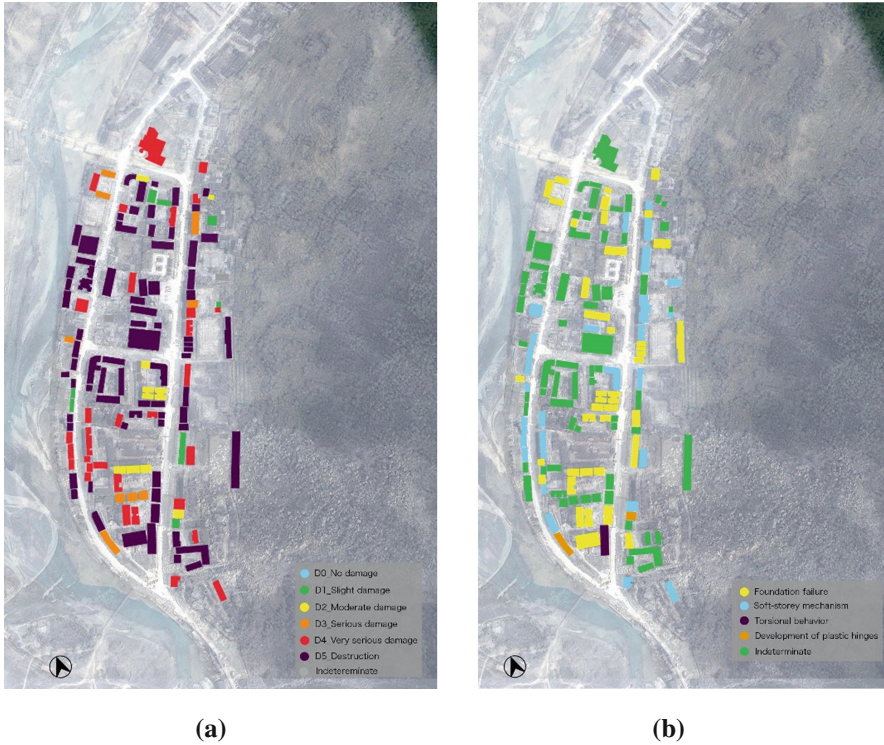 D0_No damage
D1_Slight damage
D2_Moderate damage
D3_Serious damage
D4_Very serious damage
D5_Destruction
Indetereminate
Foundation failure
Soft-storey mechanism
Torsional behavior
Development of plastic hinges
Indeterminate
(a)
(b)